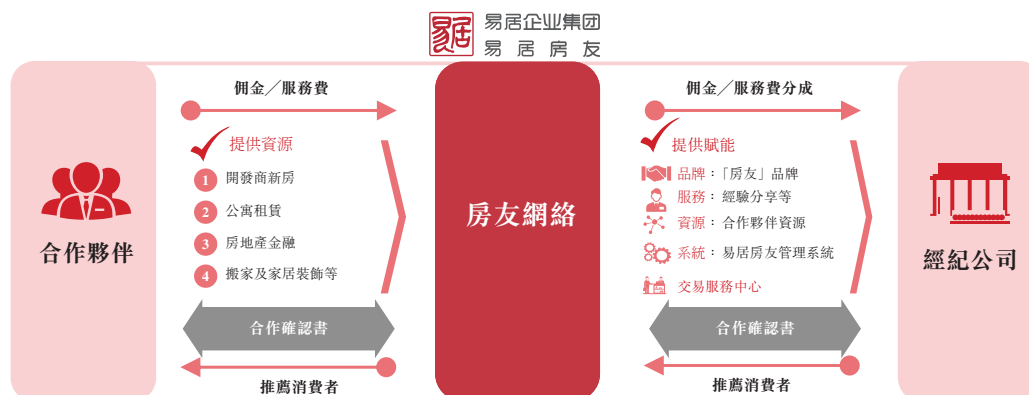 易居
易居企业集团
易居房友
合作夥伴
佣金／服務費
提供資源
1 開發商新房
2 公寓租賃
3 房地產金融
4 搬家及家居裝飾等
合作確認書
推薦消費者
房友網絡
佣金／服務費分成
提供賦能
品牌：「房友」品牌
服務：經驗分享等
資源：合作夥伴資源
系統：易居房友管理系統
交易服務中心
合作確認書
推薦消費者
經紀公司